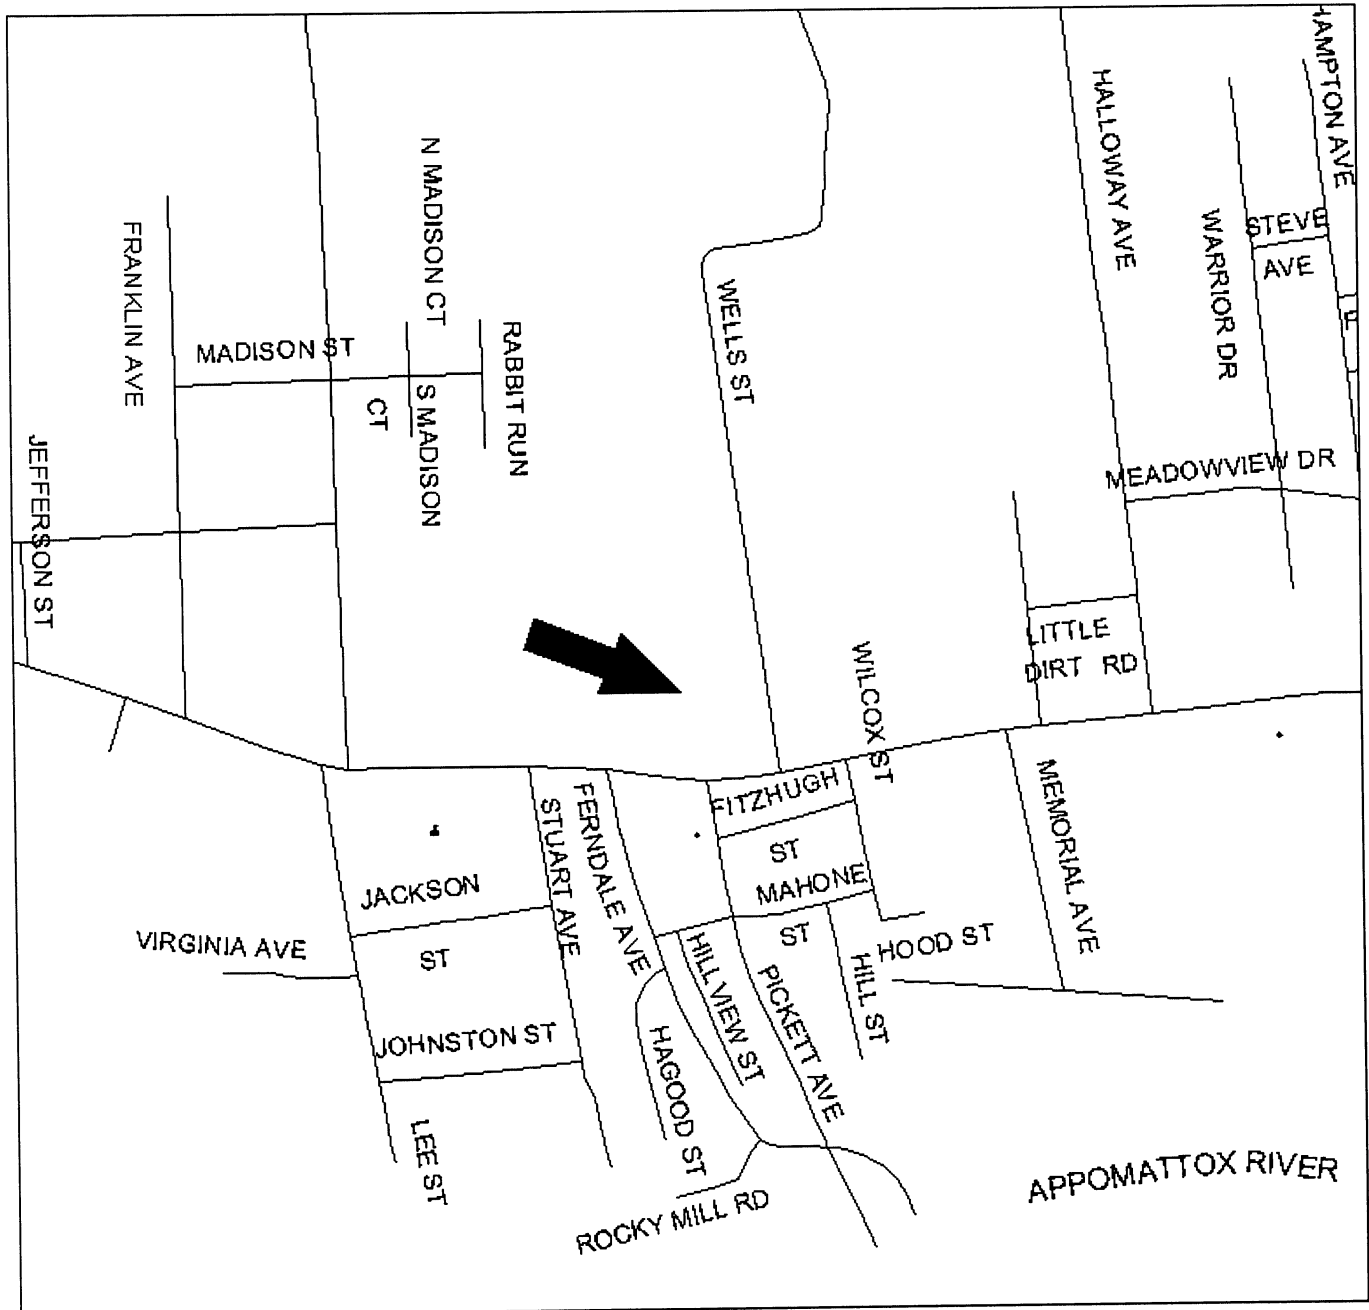 HAMPTON AVE
HALLOWAY AVE
N MADISON CT
WARRIOR DR
STEVE
AVE
FRANKLIN AVE
WELLS ST
RABBIT RUN
MADISON ST
S MADISON
CT
JEFFERSON ST
MEADOWVIEW DR
LITTLE
DIRT RD
WILCOX ST
MEMORIAL AVE
FITZHUGH
ST
FERNDALE AVE
STUART AVE
MAHONE
ST
JACKSON
ST
VIRGINIA AVE
HOOD ST
HILL VIEW ST
HILL ST
PICKETT AVE
HAGOOD ST
JOHNSTON ST
LEE ST
ROCKY MILL RD
APPOMATTOX RIVER